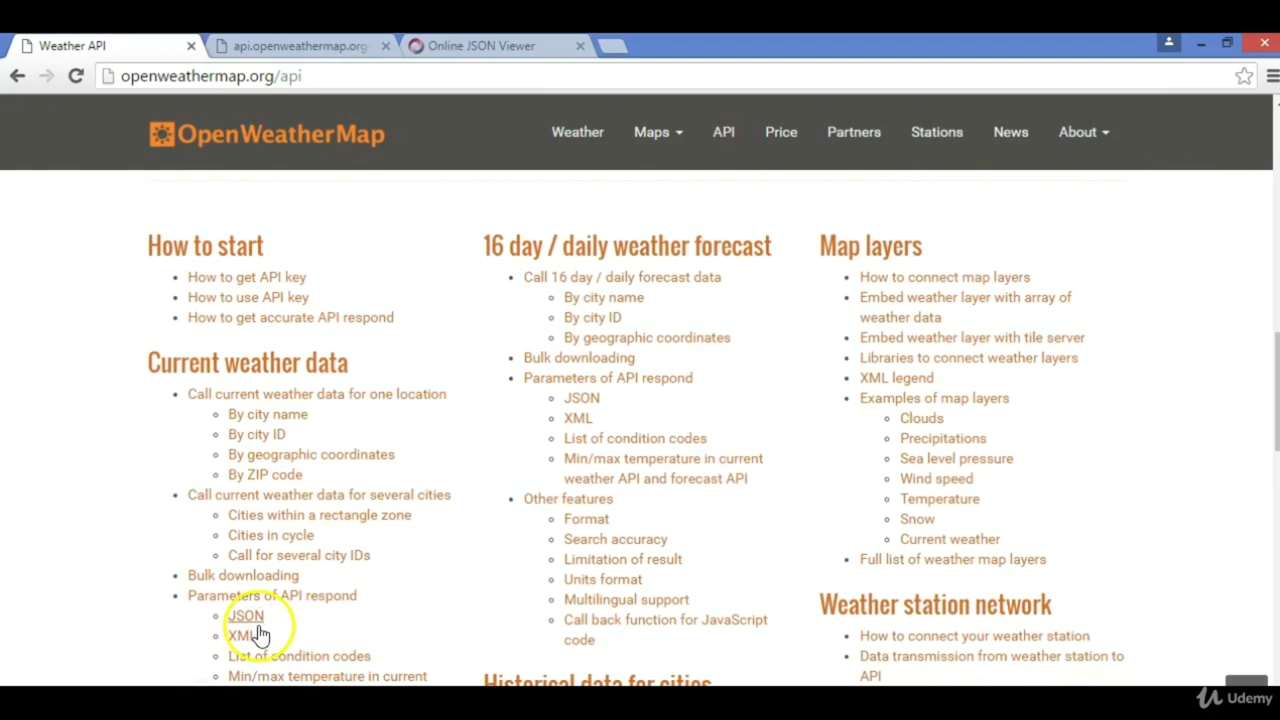 Weather API
api.openweathermap.org
Online JSON Viewer
openweathermap.org/api
OpenWeatherMap
Weather
Maps
API
Price
Partners
Stations
News
About
How to start
How to get API key
How to use API key
How to get accurate API respond
Current weather data
Call current weather data for one location
By city name
By city ID
By geographic coordinates
By ZIP code
Call current weather data for several cities
Cities within a rectangle zone
Cities in cycle
Call for several city IDs
Bulk downloading
Parameters of API respond
JSON
XML
List of condition codes
Min/max temperature in current
16 day / daily weather forecast
Call 16 day / daily forecast data
By city name
By city ID
By geographic coordinates
Bulk downloading
Parameters of API respond
JSON
XML
List of condition codes
Min/max temperature in current
weather API and forecast API
Other features
Format
Search accuracy
Limitation of result
Units format
Multilingual support
Call back function for JavaScript
code
Historical data for cities
Map layers
How to connect map layers
Embed weather layer with array of
weather data
Embed weather layer with tile server
Libraries to connect weather layers
XML legend
Examples of map layers
Clouds
Precipitations
Sea level pressure
Wind speed
Temperature
Snow
Current weather
Full list of weather map layers
Weather station network
How to connect your weather station
Data transmission from weather station to
API
Udemy